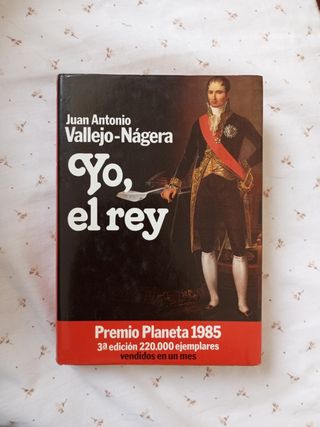 Juan Antonio
Vallejo-Nágera
Yo,
el rey
Premio Planeta 1985
3ª edición 220.000 ejemplares
vendidos en un mes